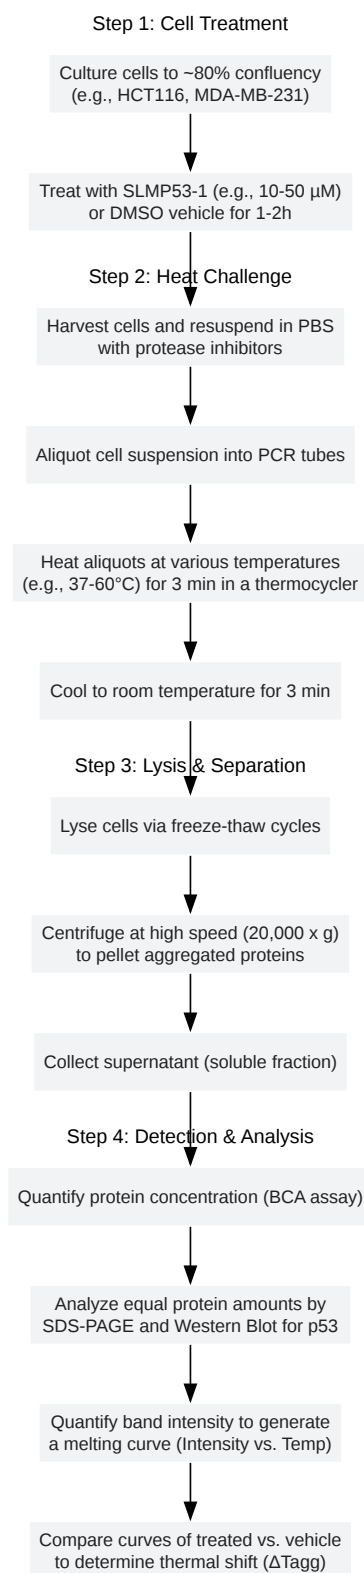 Step 1: Cell Treatment
Culture cells to ~80% confluency
(e.g., HCT116, MDA-MB-231)
Treat with SLMP53-1 (e.g., 10-50 µM)
or DMSO vehicle for 1-2h
Step 2: Heat Challenge
Harvest cells and resuspend in PBS
with protease inhibitors
Aliquot cell suspension into PCR tubes
Heat aliquots at various temperatures
(e.g., 37-60°C) for 3 min in a thermocycler
Cool to room temperature for 3 min
Step 3: Lysis & Separation
Lyse cells via freeze-thaw cycles
Centrifuge at high speed (20,000 x g)
to pellet aggregated proteins
Collect supernatant (soluble fraction)
Step 4: Detection & Analysis
Quantify protein concentration (BCA assay)
Analyze equal protein amounts by
SDS-PAGE and Western Blot for p53
Quantify band intensity to generate
a melting curve (Intensity vs. Temp)
Compare curves of treated vs. vehicle
to determine thermal shift (ΔTagg)